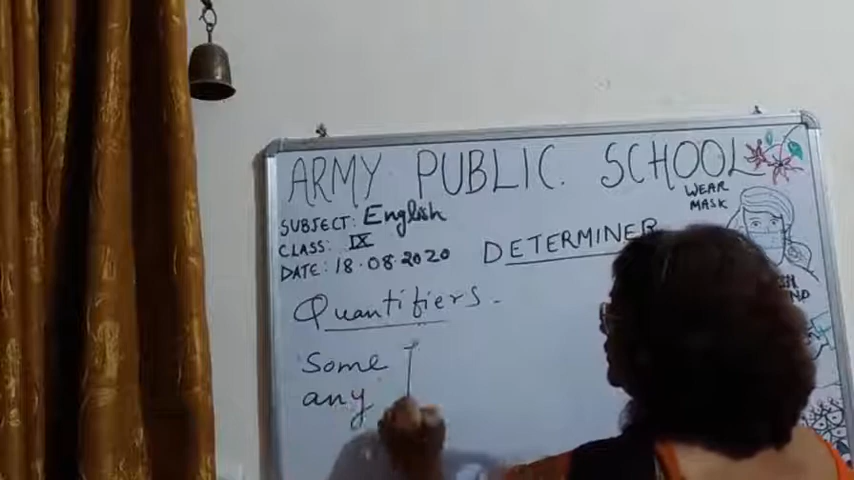 ARMY PUBLIC SCHOOL
WEAR
MASK
SUBJECT: English
CLASS: IX
DATE: 18.08.2020
DETERMINER
Quantifiers.
Some
any